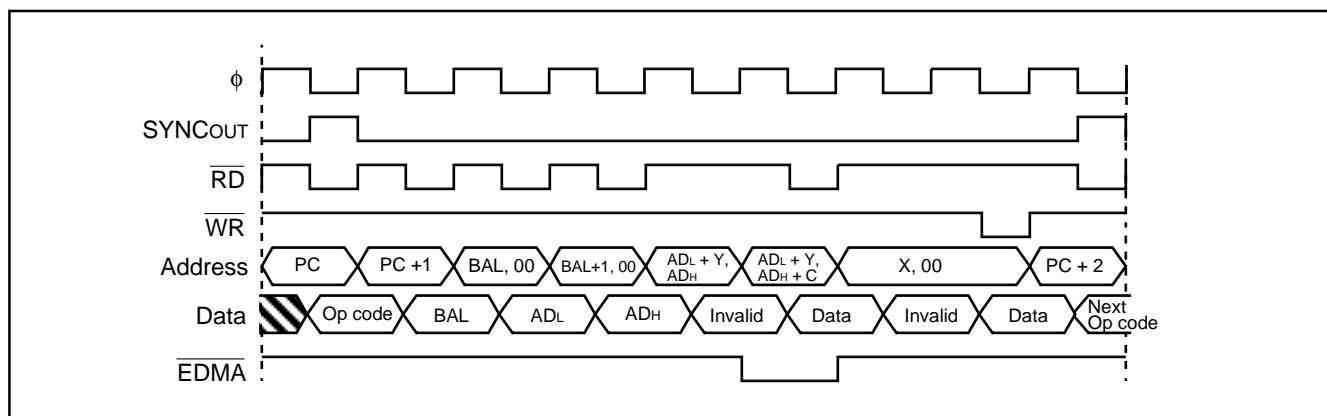 ϕ
SYNCOUT
RD
WR
Address PC PC +1 BAL, 00 BAL+1, 00 ADL + Y, ADH ADL + Y, ADH + C X, 00 PC + 2
Data Op code BAL ADL ADH Invalid Data Invalid Data Next Op code
EDMA